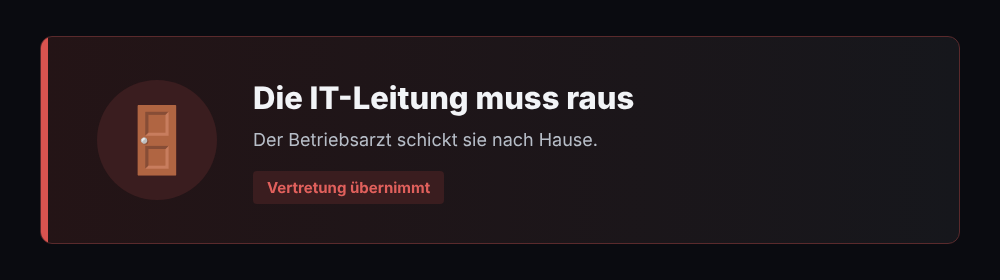 Die IT-Leitung muss raus
Der Betriebsarzt schickt sie nach Hause.
Vertretung übernimmt